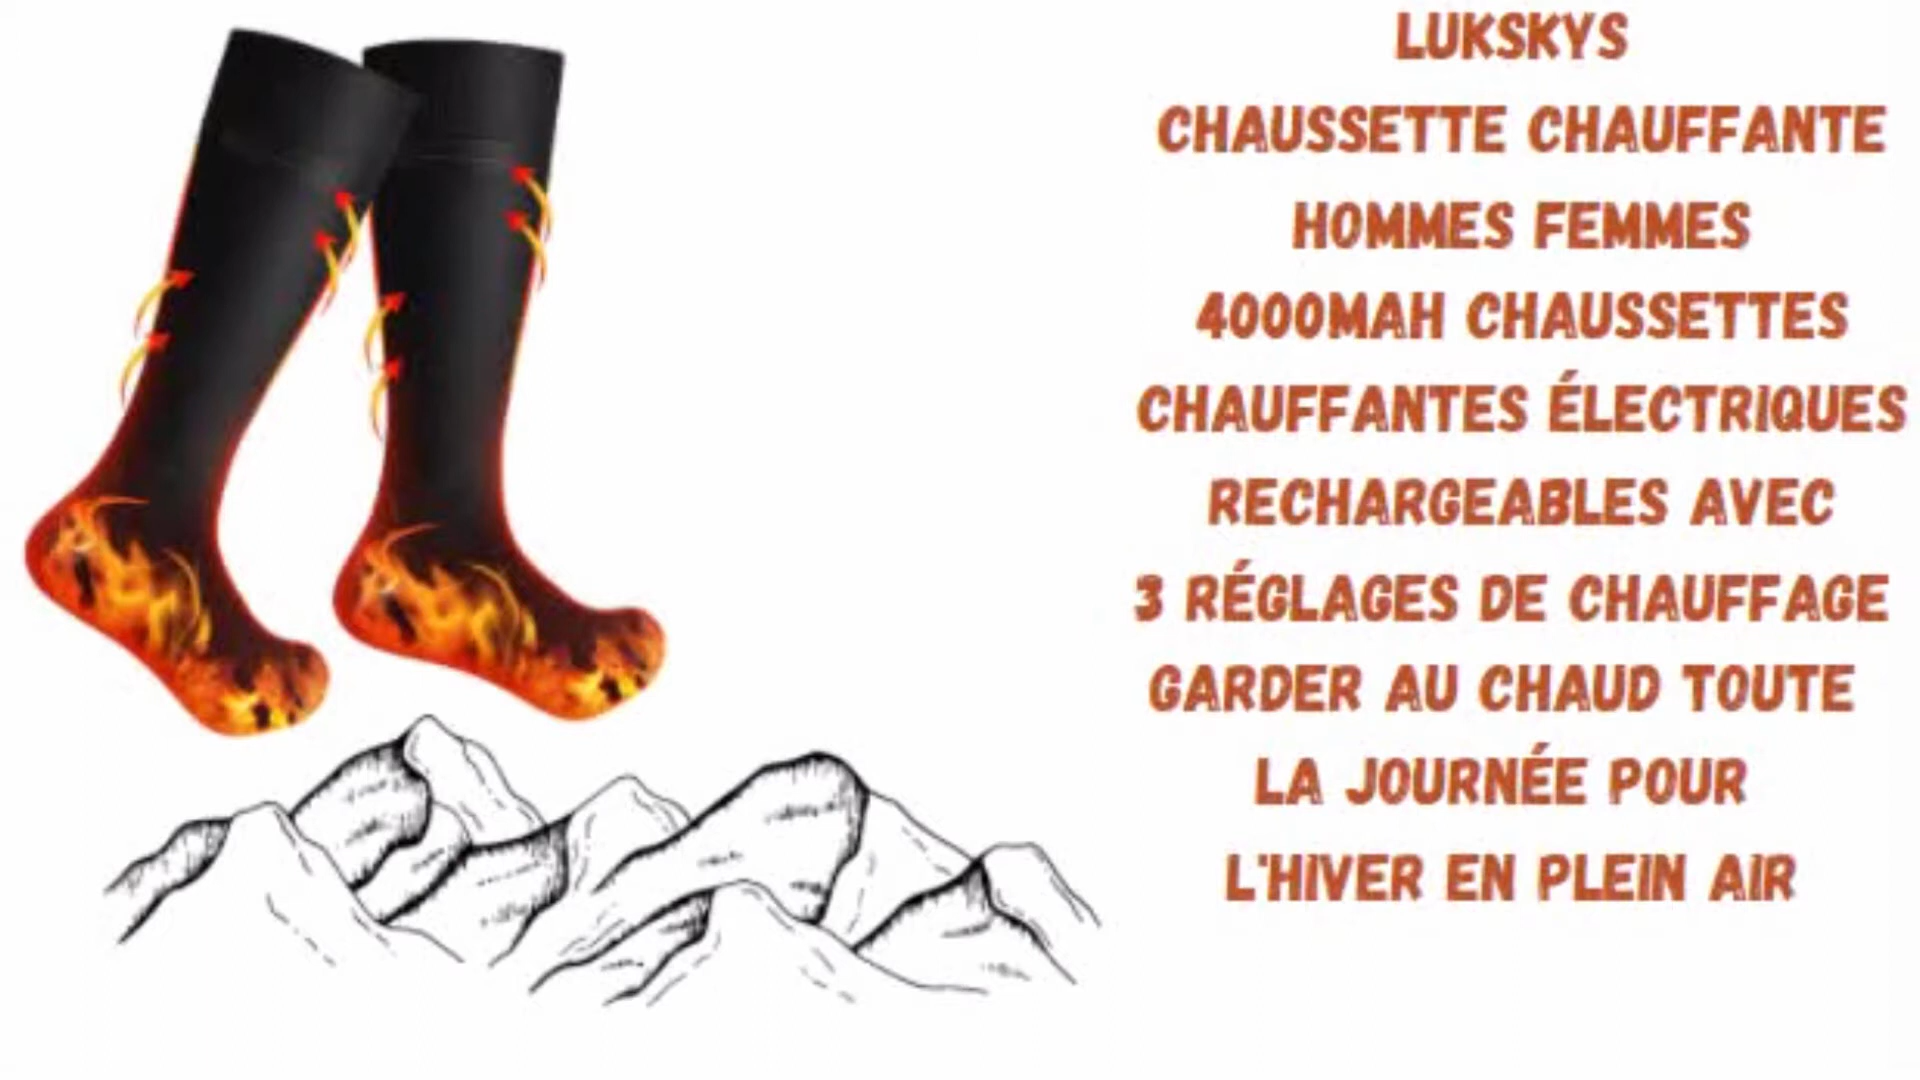 LUKSKYS
CHAUSSETTE CHAUFFANTE
HOMMES FEMMES
4000MAH CHAUSSETTES
CHAUFFANTES ÉLECTRIQUES
RECHARGEABLES AVEC
3 RÉGLAGES DE CHAUFFAGE
GARDER AU CHAUD TOUTE
LA JOURNÉE POUR
L'HIVER EN PLEIN AIR